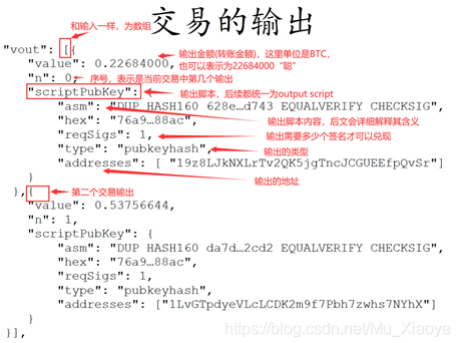 交易的输出
和输入一样，为数组
"vout": [{
"value": 0.22684000,
输出金额(转账金额)，这里单位是BTC，
也可以表示为22684000 “聪”
"n": 0,
序号，表示是当前交易中第几个输出
"scriptPubKey":
输出脚本，后续都统一为output script
"asm": "DUP HASH160 628e…d743 EQUALVERIFY CHECKSIG",
输出脚本内容，后文会详细解释其含义
"hex": "76a9…88ac",
"reqSigs": 1,
输出需要多少个签名才可以兑现
"type": "pubkeyhash",
输出的类型
"addresses": [ "19z8LJkNXLrTv2QK5jgTncJCGUEEfpQvSr"]
输出的地址
},{
第二个交易输出
"value": 0.53756644,
"n": 1,
"scriptPubKey": {
"asm": "DUP HASH160 da7d…2cd2 EQUALVERIFY CHECKSIG",
"hex": "76a9…88ac",
"reqSigs": 1,
"type": "pubkeyhash",
"addresses": ["1LvGTpdyeVLcLCDK2m9f7Pbh7zwhs7NYhX"]
}
}],
https://blog.csdn.net/Mu_Xiaoye